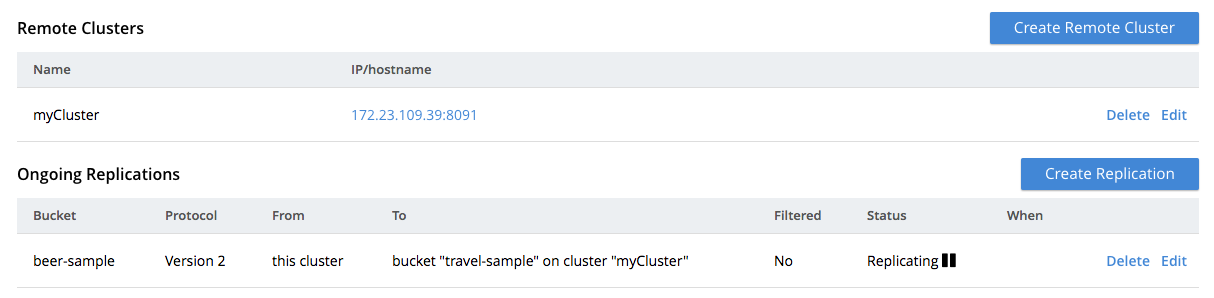 Remote Clusters Create Remote Cluster
Name IP/hostname
myCluster 172.23.109.39:8091 Delete Edit
Ongoing Replications Create Replication
Bucket Protocol From To Filtered Status When
beer-sample Version 2 this cluster bucket "travel-sample" on cluster "myCluster" No Replicating Delete Edit